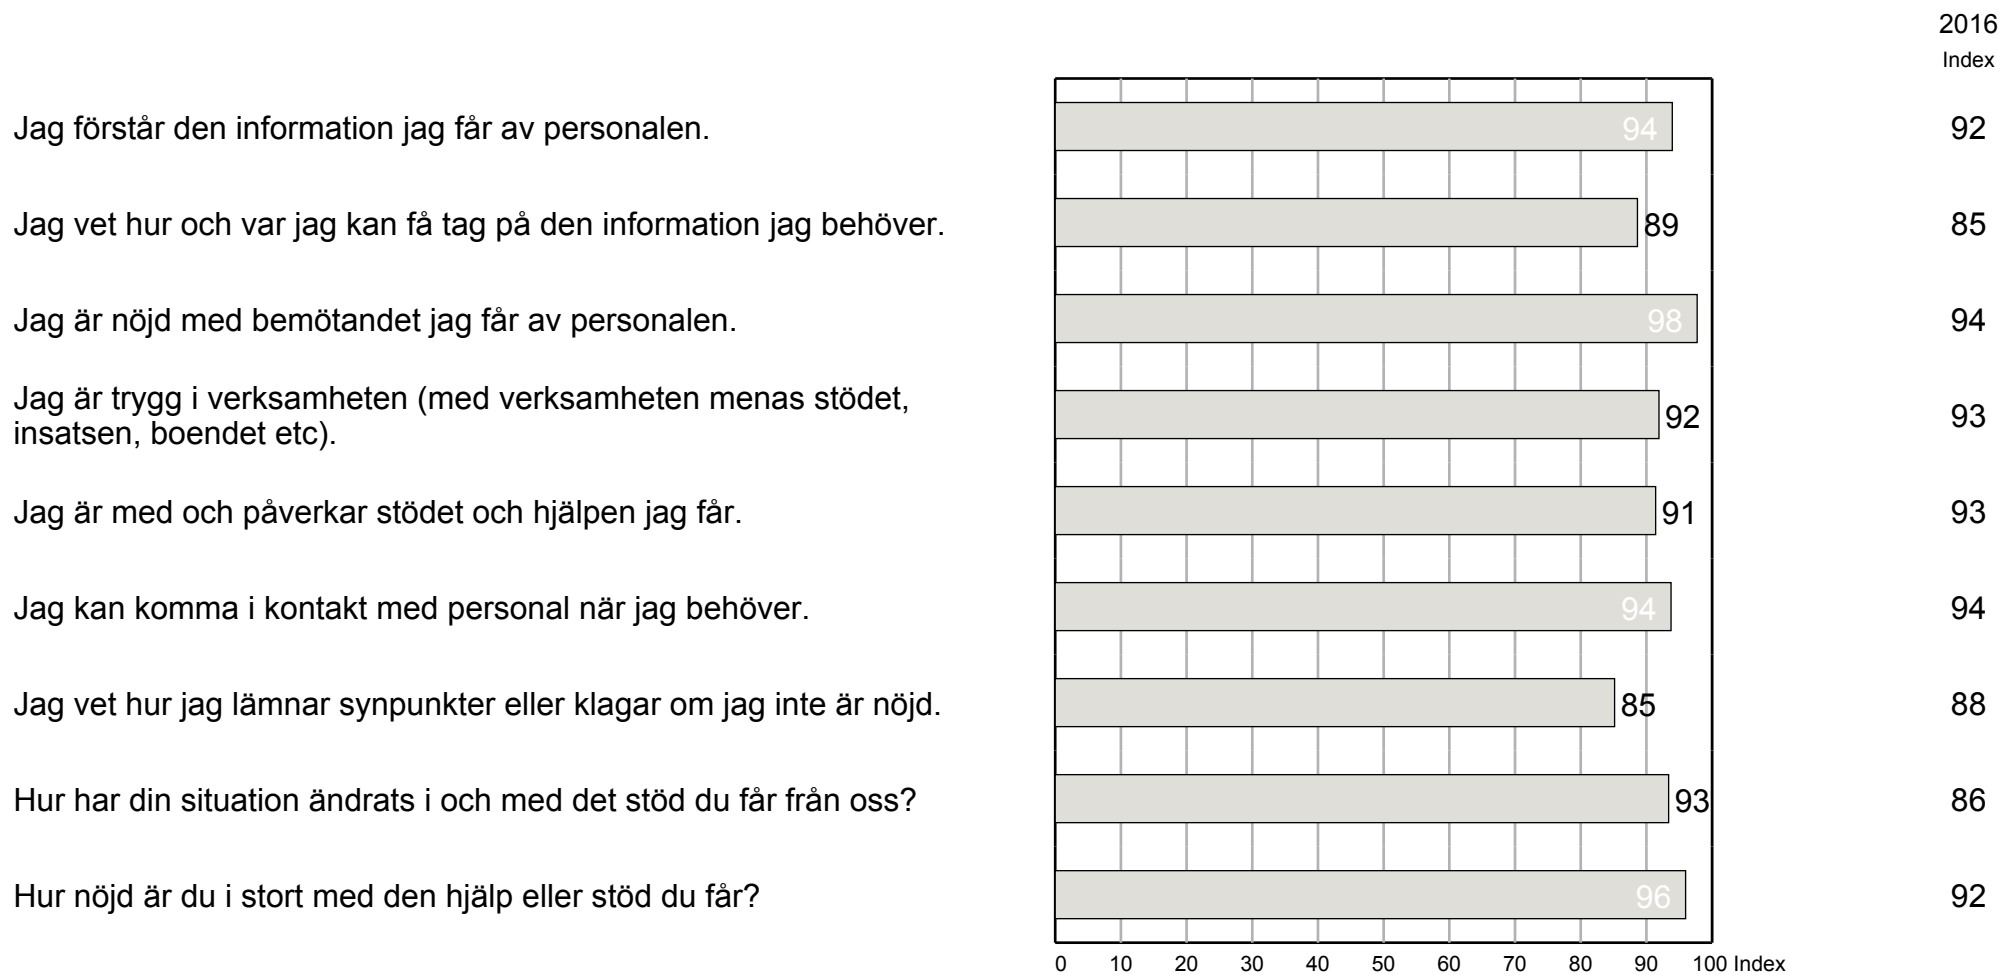 2016
Index
Jag förstår den information jag får av personalen. 94 92
Jag vet hur och var jag kan få tag på den information jag behöver. 89 85
Jag är nöjd med bemötandet jag får av personalen. 98 94
Jag är trygg i verksamheten (med verksamheten menas stödet,
insatsen, boendet etc). 92 93
Jag är med och påverkar stödet och hjälpen jag får. 91 93
Jag kan komma i kontakt med personal när jag behöver. 94 94
Jag vet hur jag lämnar synpunkter eller klagar om jag inte är nöjd. 85 88
Hur har din situation ändrats i och med det stöd du får från oss? 93 86
Hur nöjd är du i stort med den hjälp eller stöd du får? 96 92
0 10 20 30 40 50 60 70 80 90 100 Index